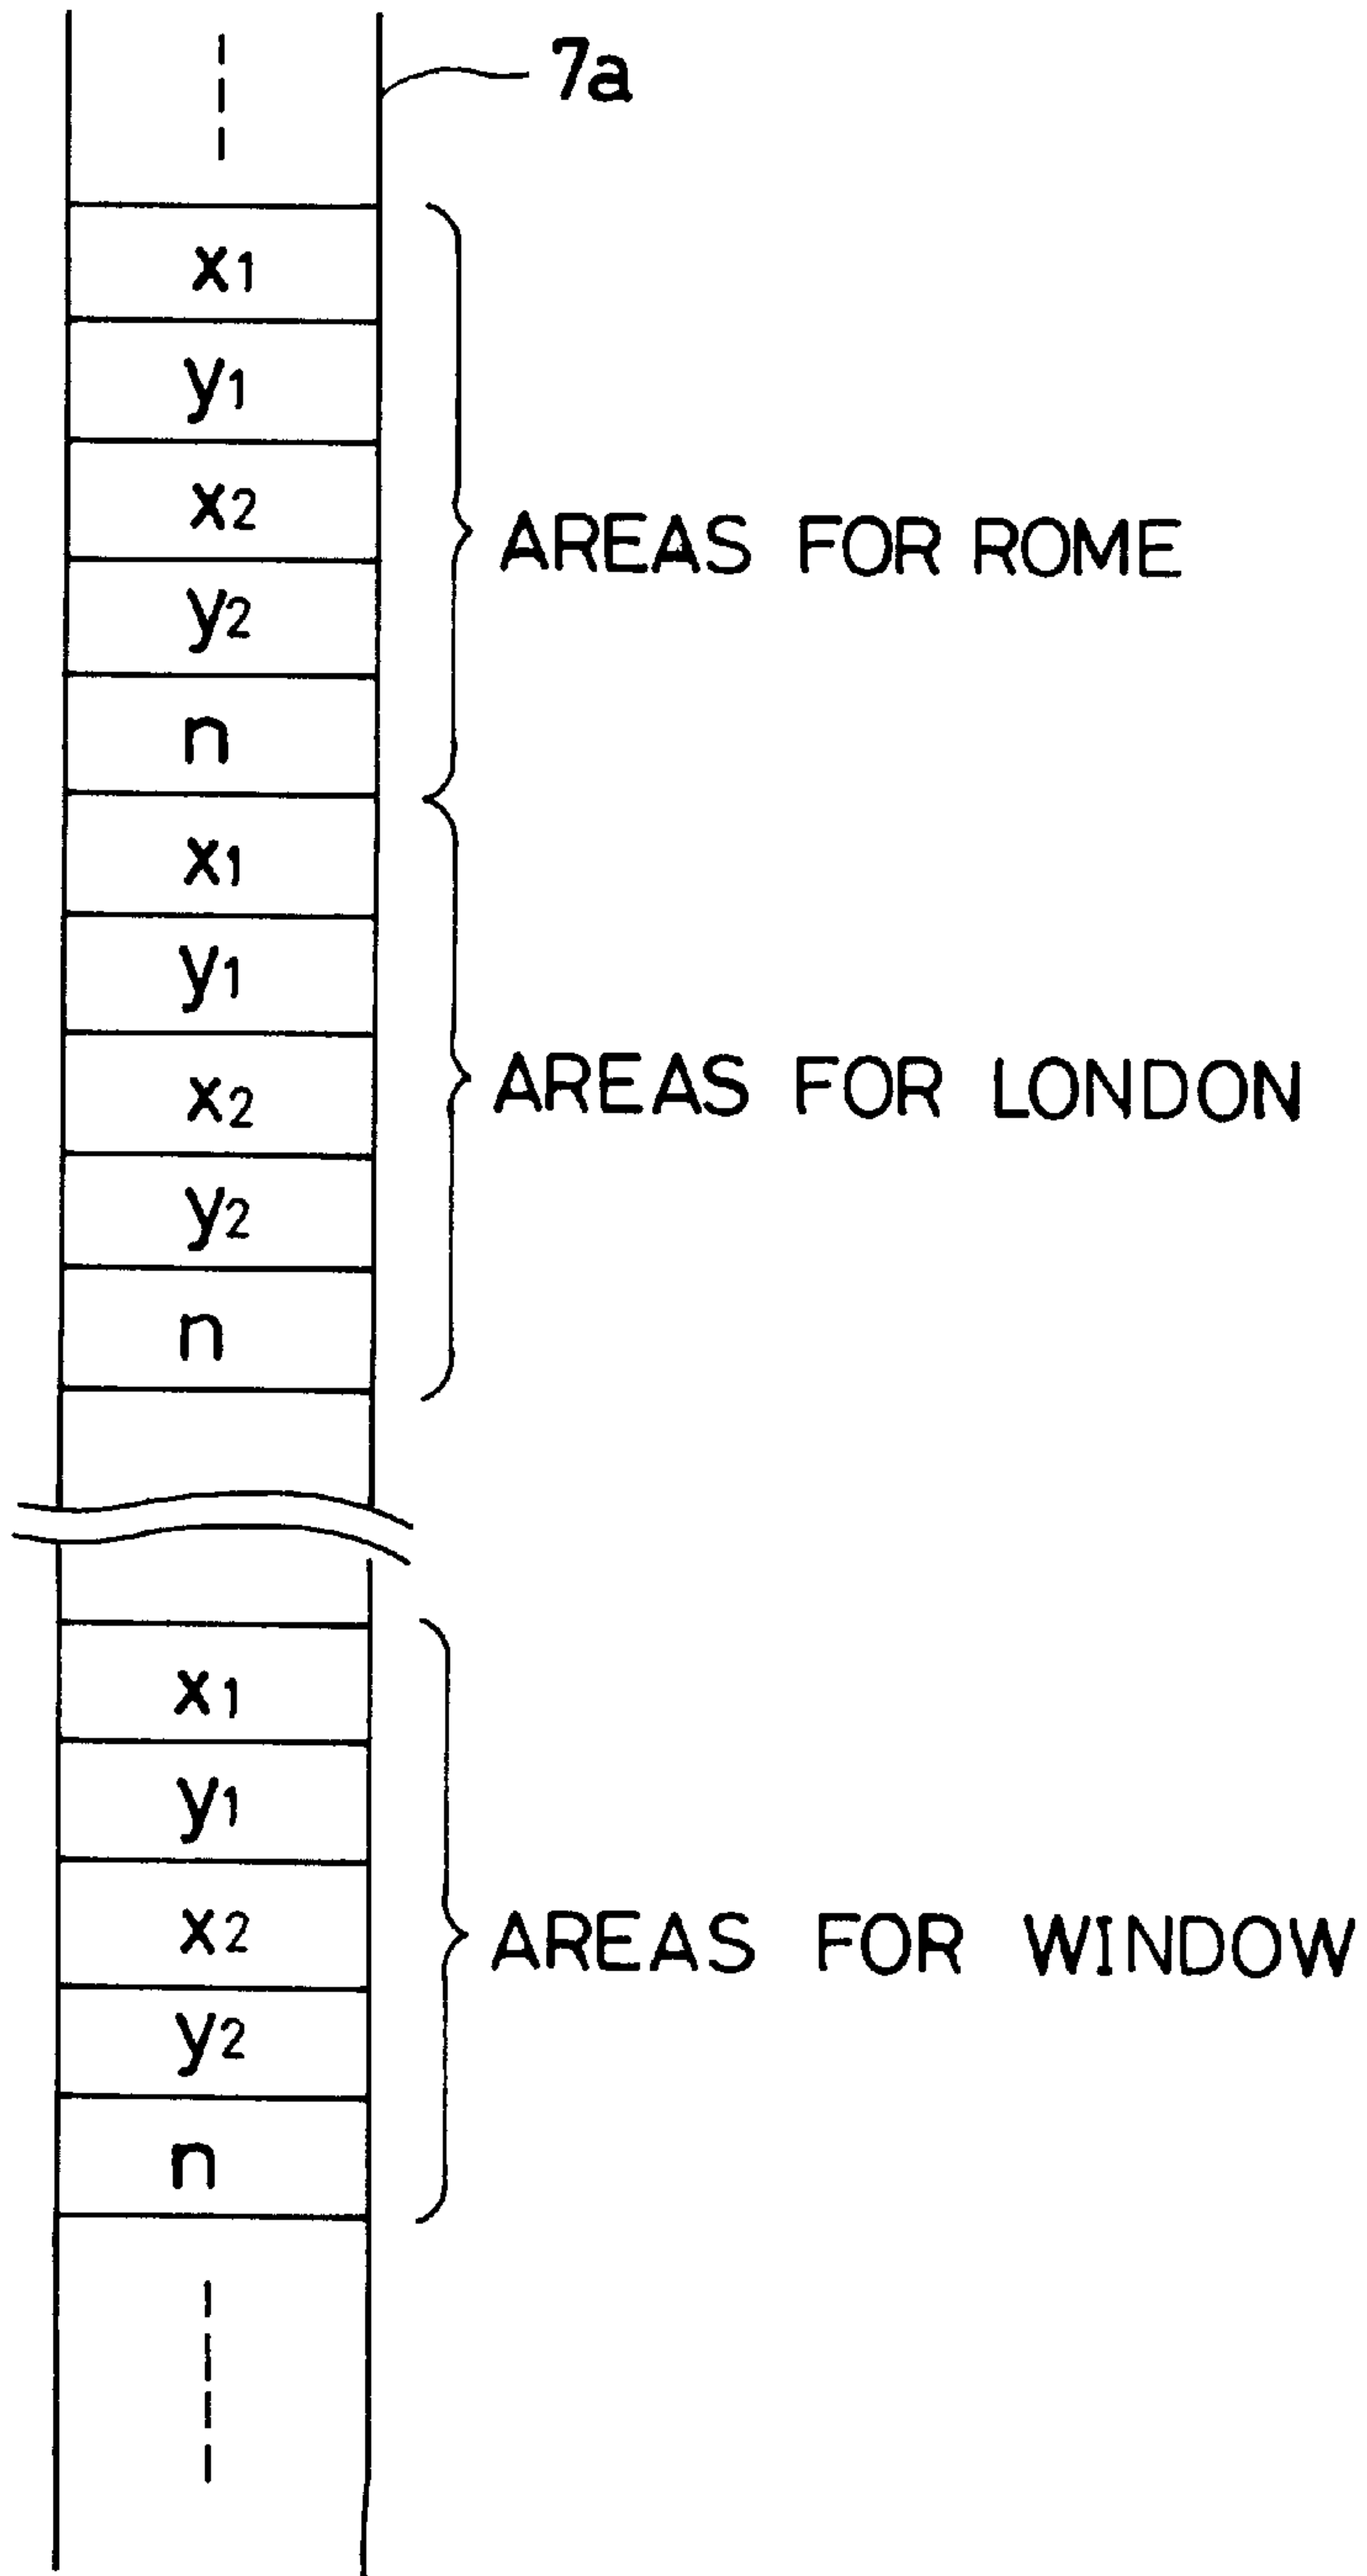 7a
x1
y1
x2
y2
n
AREAS FOR ROME
x1
y1
x2
y2
n
AREAS FOR LONDON
x1
y1
x2
y2
n
AREAS FOR WINDOW